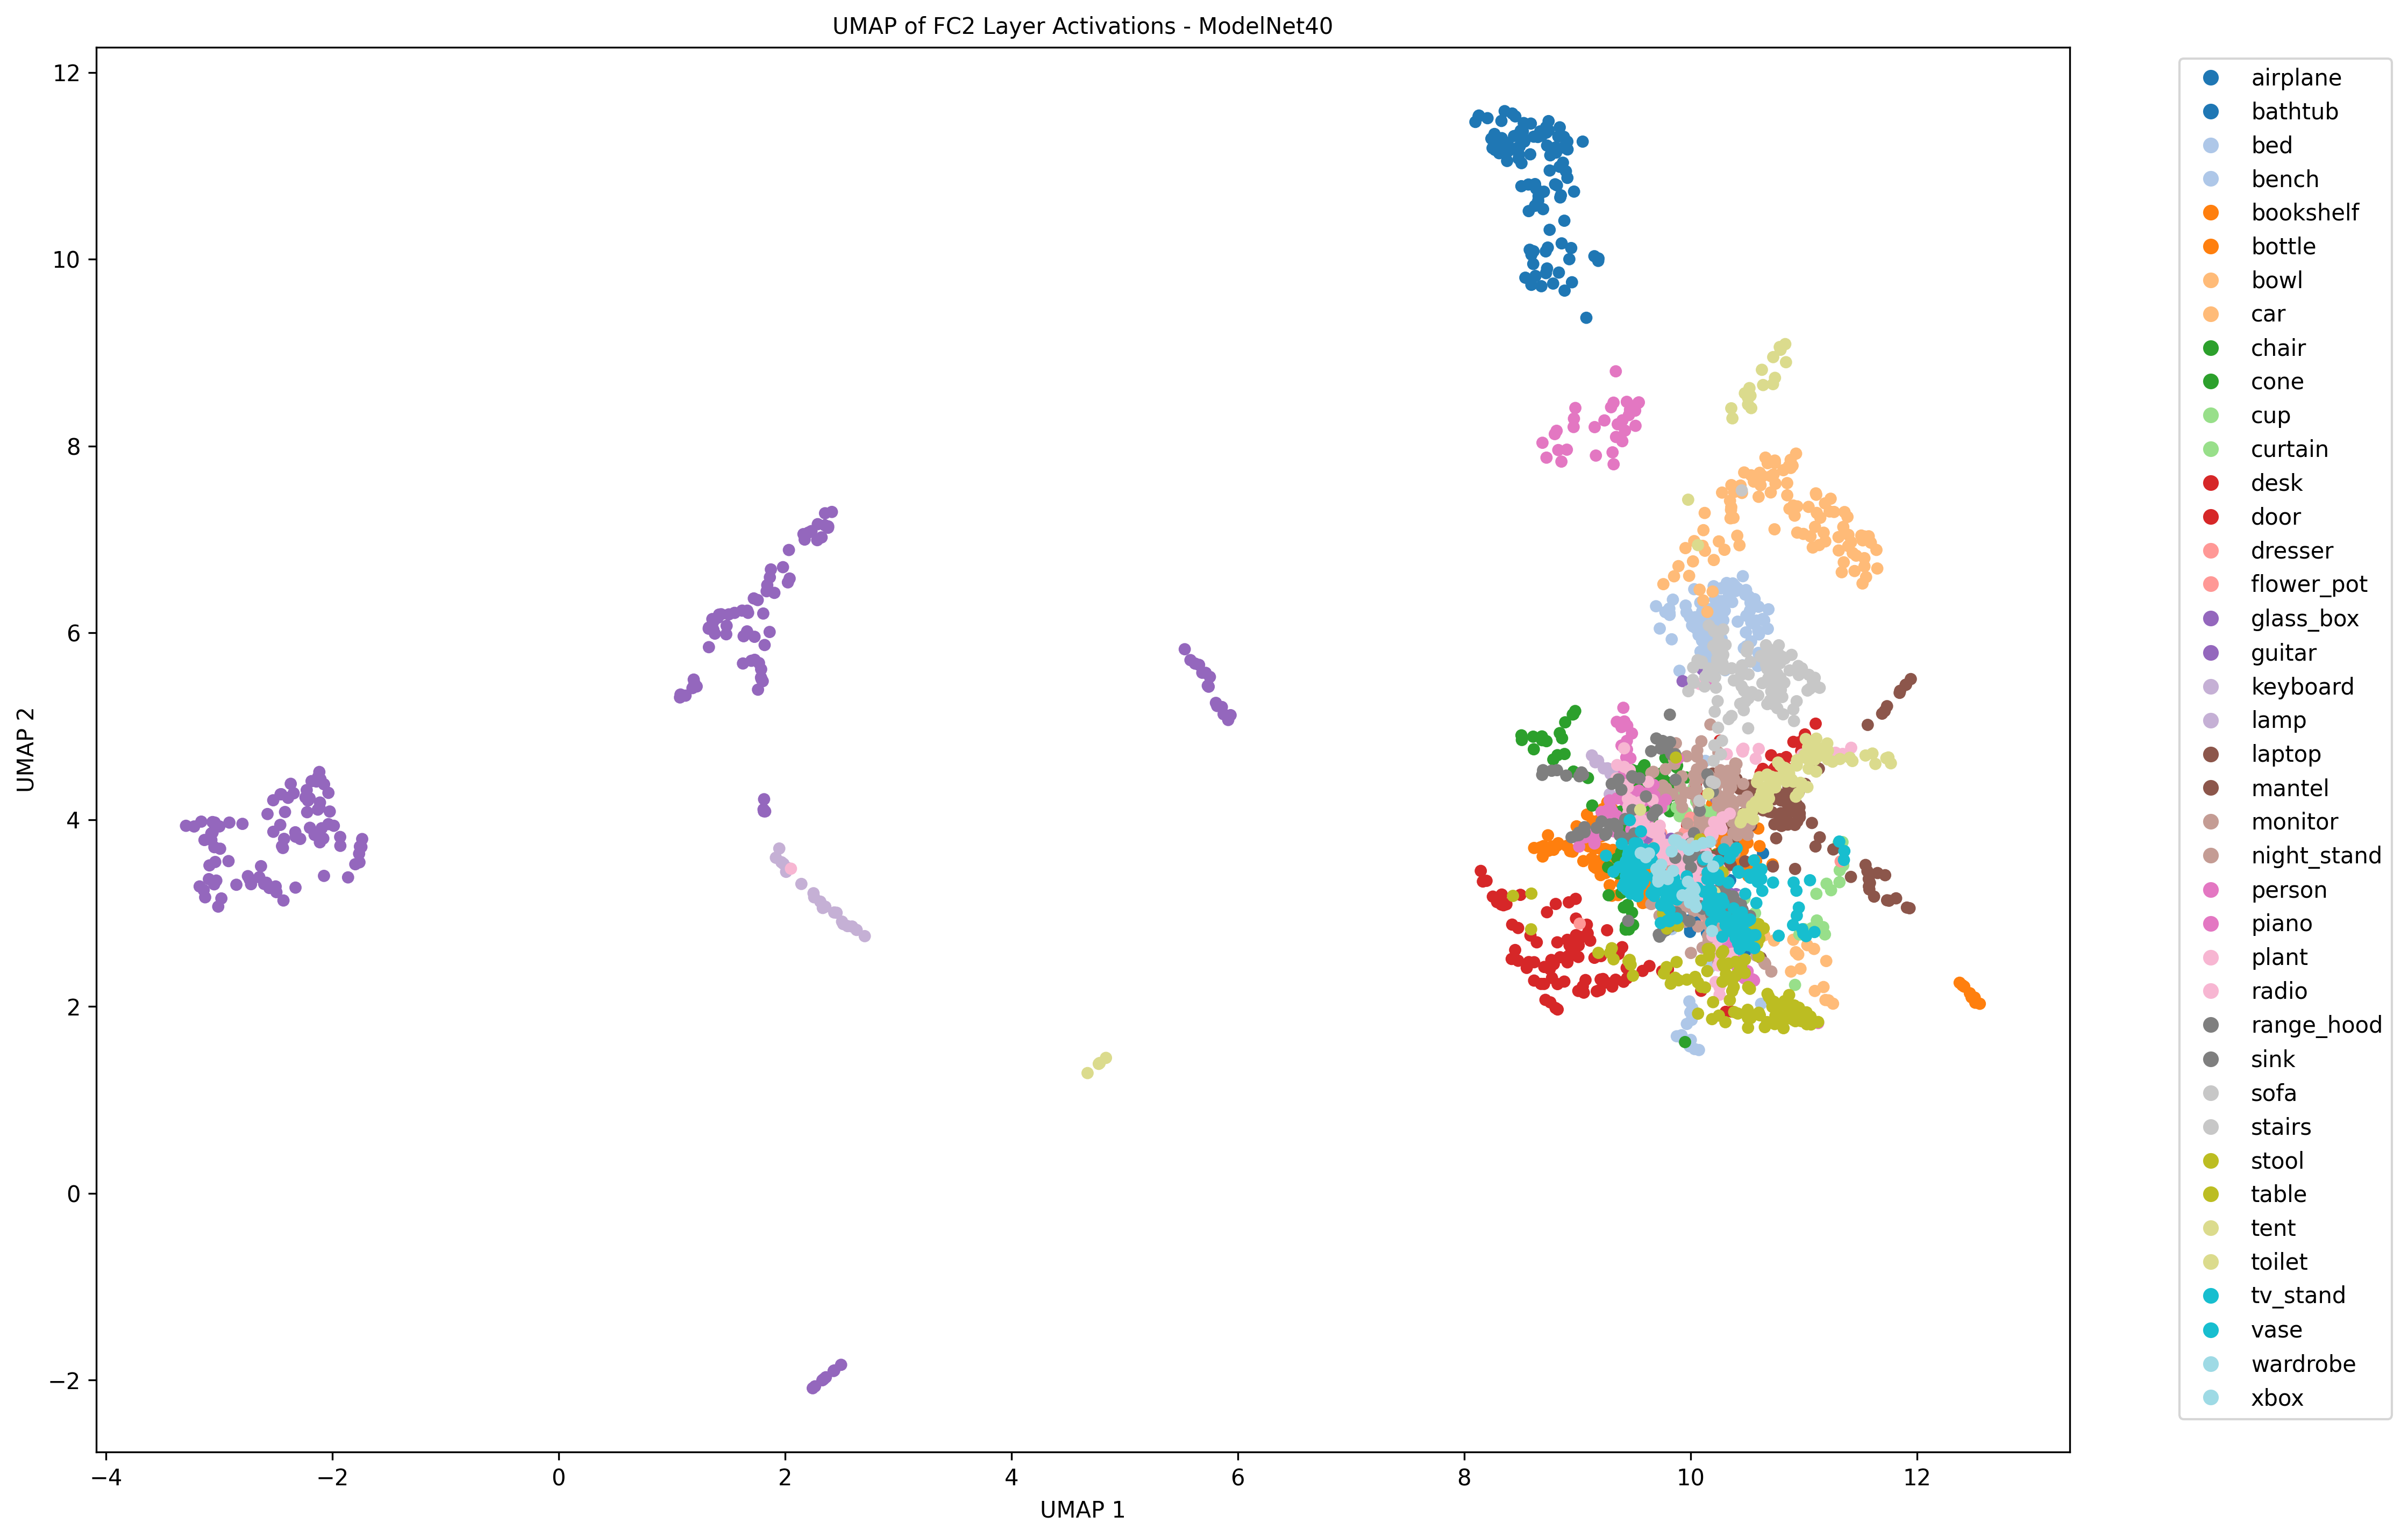 UMAP of FC2 Layer Activations - ModelNet40
12
10
8
6
4
2
0
−2
UMAP 2
−4
−2
0
2
4
6
8
10
12
UMAP 1
airplane
bathtub
bed
bench
bookshelf
bottle
bowl
car
chair
cone
cup
curtain
desk
door
dresser
flower_pot
glass_box
guitar
keyboard
lamp
laptop
mantel
monitor
night_stand
person
piano
plant
radio
range_hood
sink
sofa
stairs
stool
table
tent
toilet
tv_stand
vase
wardrobe
xbox